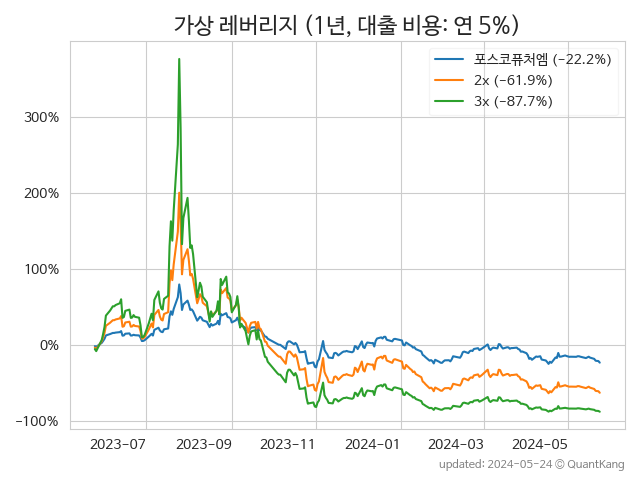 가상 레버리지 (1년, 대출 비용: 연 5%)
포스코퓨처엠 (-22.2%)
2x (-61.9%)
3x (-87.7%)
300%
200%
100%
0%
-100%
2023-07 2023-09 2023-11 2024-01 2024-03 2024-05
updated: 2024-05-24 © QuantKang